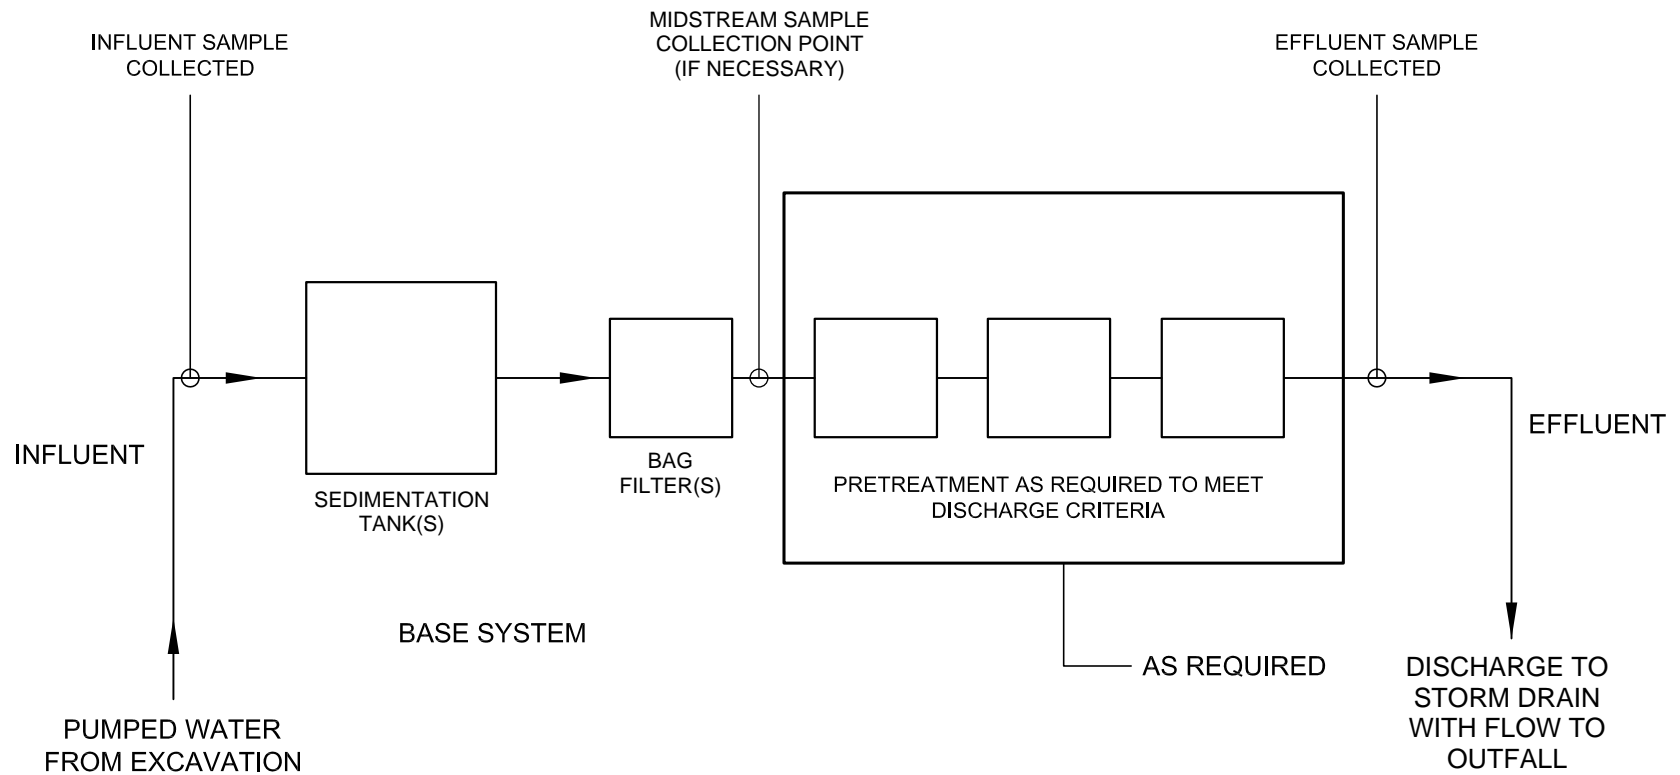 INFLUENT SAMPLE
COLLECTED
MIDSTREAM SAMPLE
COLLECTION POINT
(IF NECESSARY)
EFFLUENT SAMPLE
COLLECTED
INFLUENT
SEDIMENTATION
TANK(S)
BAG
FILTER(S)
PRETREATMENT AS REQUIRED TO MEET
DISCHARGE CRITERIA
EFFLUENT
BASE SYSTEM
AS REQUIRED
PUMPED WATER
FROM EXCAVATION
DISCHARGE TO
STORM DRAIN
WITH FLOW TO
OUTFALL